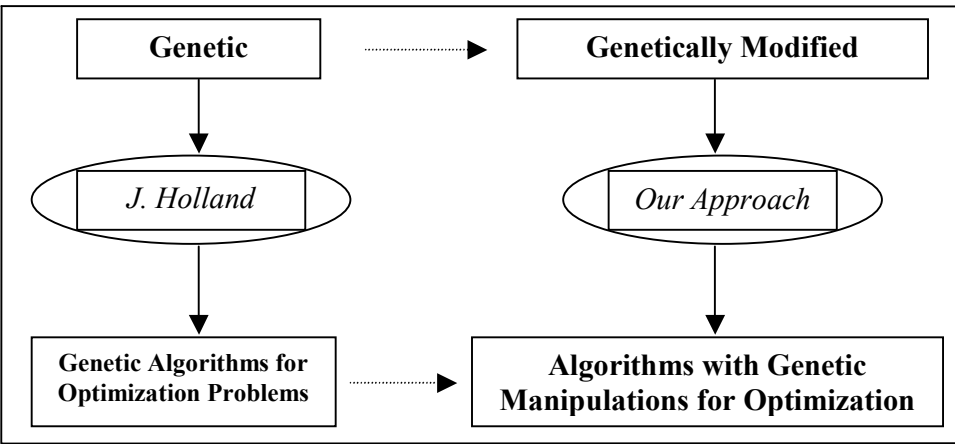 Genetic
Genetically Modified
J. Holland
Our Approach
Genetic Algorithms for
Optimization Problems
Algorithms with Genetic
Manipulations for Optimization